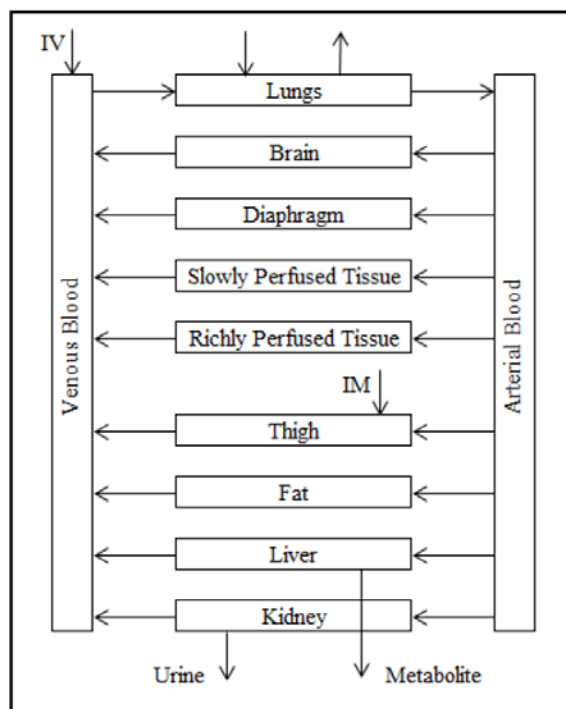 IV
Lungs
Brain
Diaphragm
Slowly Perfused Tissue
Richly Perfused Tissue
IM
Thigh
Fat
Liver
Kidney
Urine
Metabolite
Venous Blood
Arterial Blood